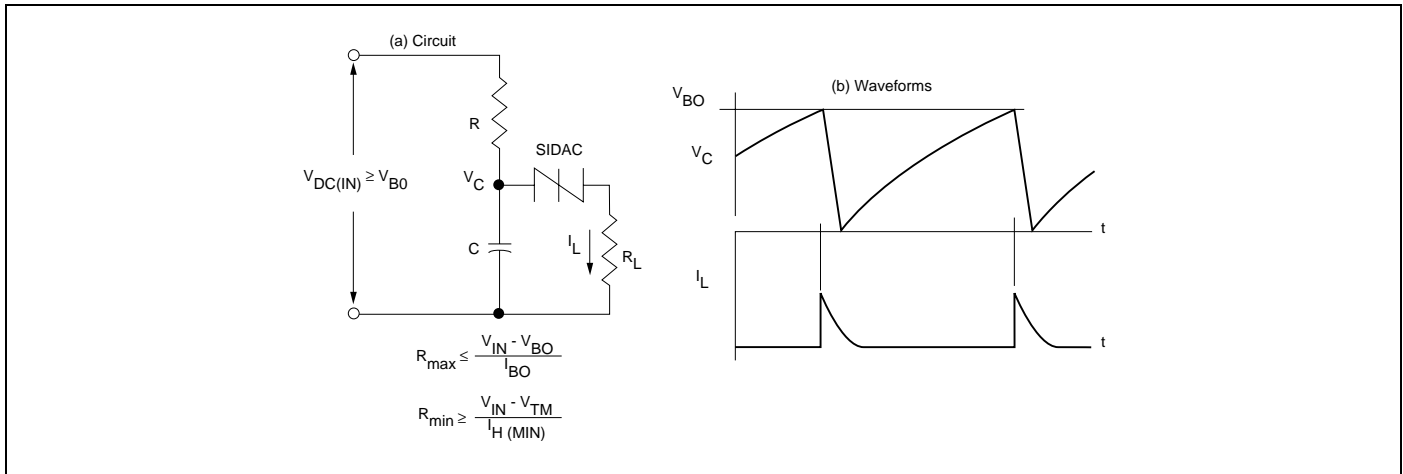 (a) Circuit
R
SIDAC
V_DC(IN) ≥ V_B0
V_C
C
I_L
R_L
R_max ≤ (V_IN - V_BO) / I_BO
R_min ≥ (V_IN - V_TM) / I_H (MIN)
(b) Waveforms
V_BO
V_C
t
I_L
t